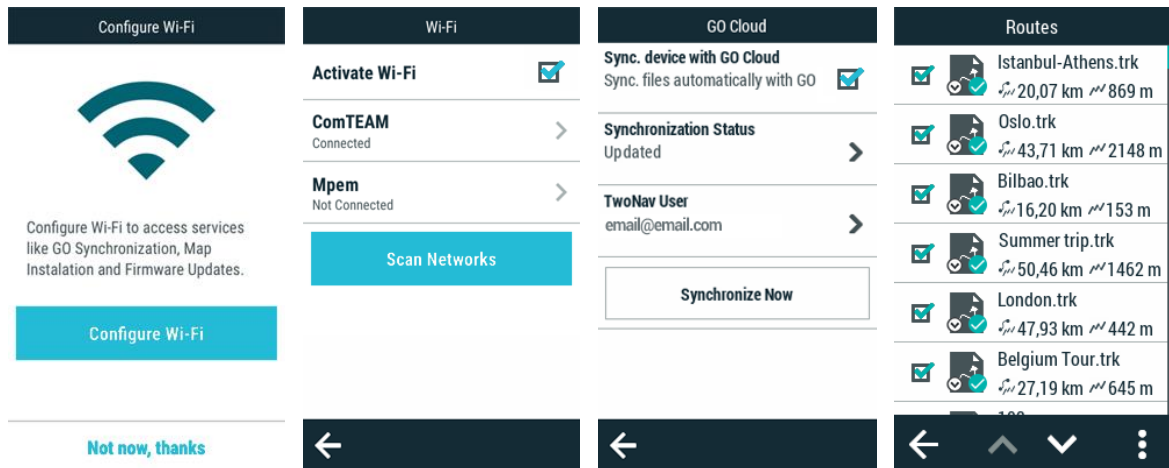 Configure Wi-Fi
Configure Wi-Fi to access services
like GO Synchronization, Map
Instalation and Firmware Updates.
Configure Wi-Fi
Not now, thanks
Wi-Fi
Activate Wi-Fi
ComTEAM
Connected
Mpem
Not Connected
Scan Networks
GO Cloud
Sync. device with GO Cloud
Sync. files automatically with GO
Synchronization Status
Updated
TwoNav User
email@email.com
Synchronize Now
Routes
Istanbul-Athens.trk
20,07 km 869 m
Oslo.trk
43,71 km 2148 m
Bilbao.trk
16,20 km 153 m
Summer trip.trk
50,46 km 1462 m
London.trk
47,93 km 442 m
Belgium Tour.trk
27,19 km 645 m